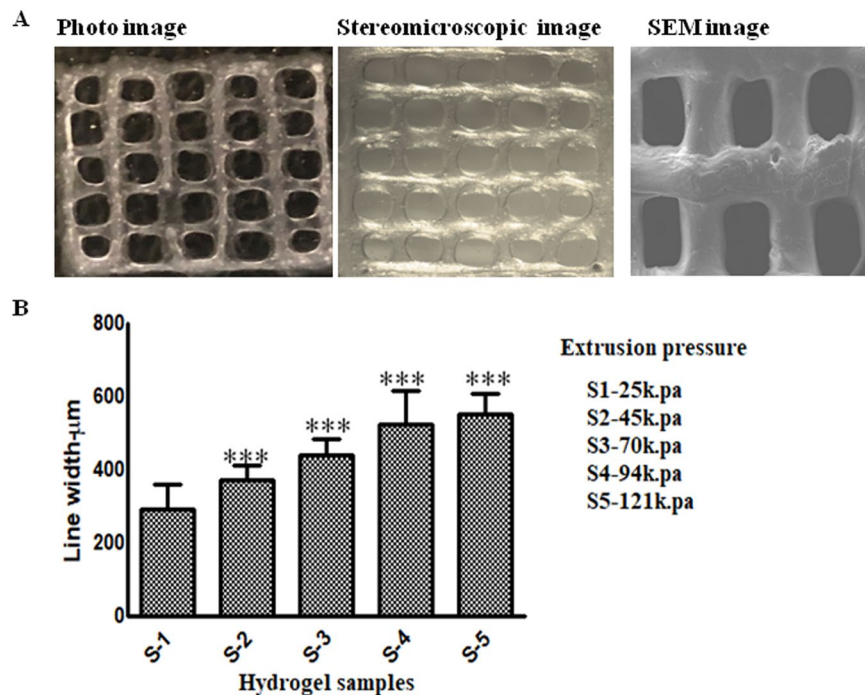 A
Photo image
Stereomicroscopic image
SEM image
B
Line width-μm
800
600
400
200
0
***
***
***
***
S-1
S-2
S-3
S-4
S-5
Hydrogel samples
Extrusion pressure
S1-25k.pa
S2-45k.pa
S3-70k.pa
S4-94k.pa
S5-121k.pa